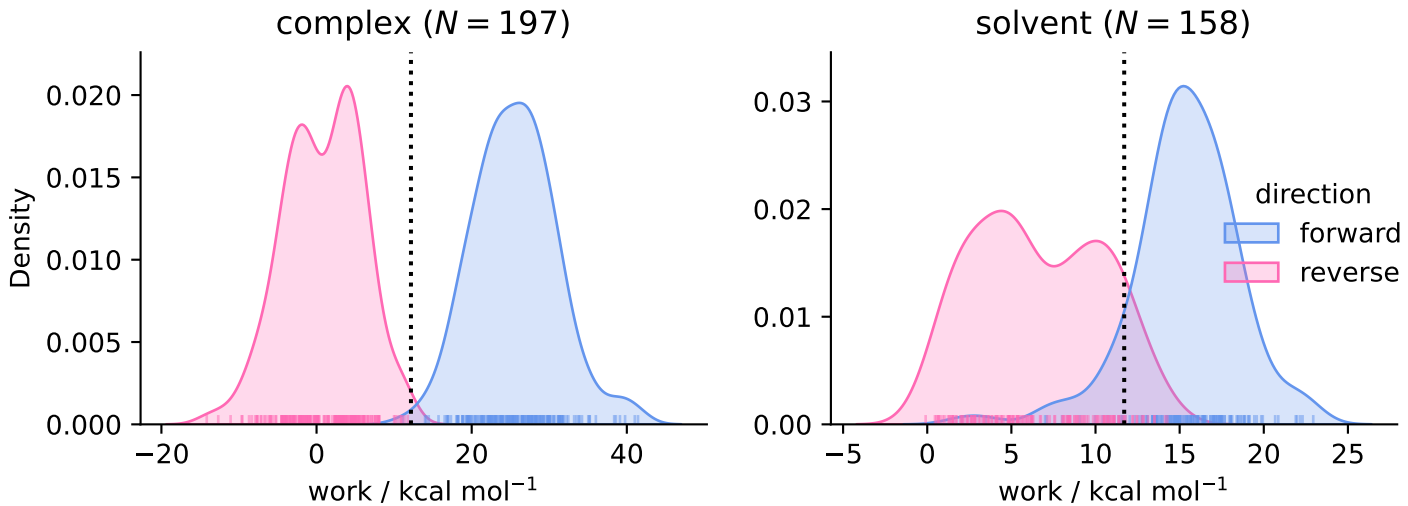 complex (N = 197)
Density
0.020
0.015
0.010
0.005
0.000
−20 0 20 40
work / kcal mol⁻¹
solvent (N = 158)
0.03
0.02
0.01
0.00
−5 0 5 10 15 20 25
work / kcal mol⁻¹
direction
forward
reverse